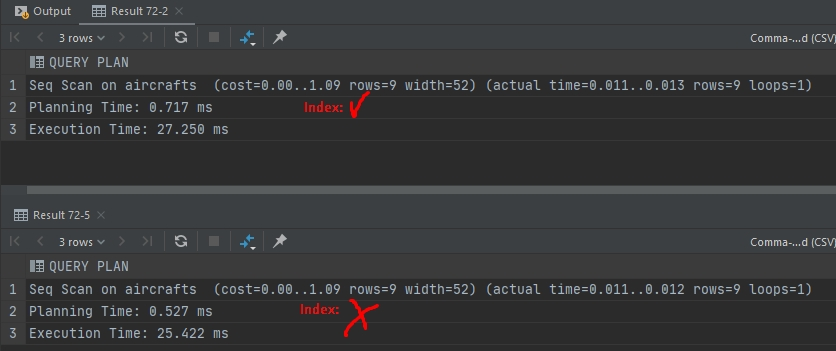 Output
Result 72-2
3 rows
Comma-...d (CSV)
QUERY PLAN
1 Seq Scan on aircrafts (cost=0.00..1.09 rows=9 width=52) (actual time=0.011..0.013 rows=9 loops=1)
2 Planning Time: 0.717 ms
Index:
3 Execution Time: 27.250 ms
Result 72-5
3 rows
Comma-...d (CSV)
QUERY PLAN
1 Seq Scan on aircrafts (cost=0.00..1.09 rows=9 width=52) (actual time=0.011..0.012 rows=9 loops=1)
2 Planning Time: 0.527 ms
Index:
3 Execution Time: 25.422 ms